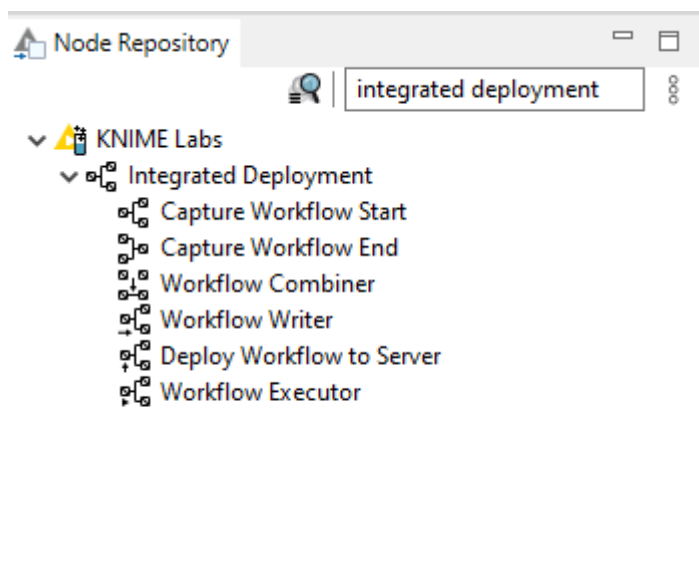 Node Repository
integrated deployment
KNIME Labs
Integrated Deployment
Capture Workflow Start
Capture Workflow End
Workflow Combiner
Workflow Writer
Deploy Workflow to Server
Workflow Executor